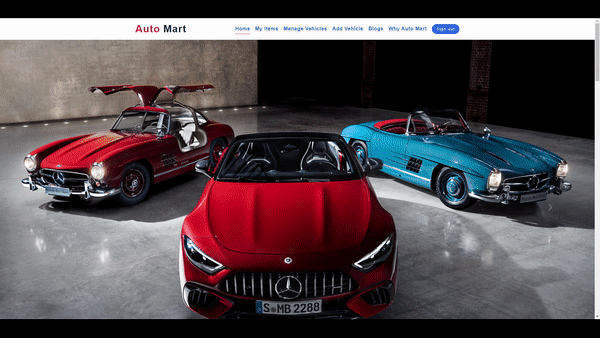 Auto Mart
Home My Items Manage Vehicles Add Vehicle Blogs Why Auto Mart Sign out
S MB 2288